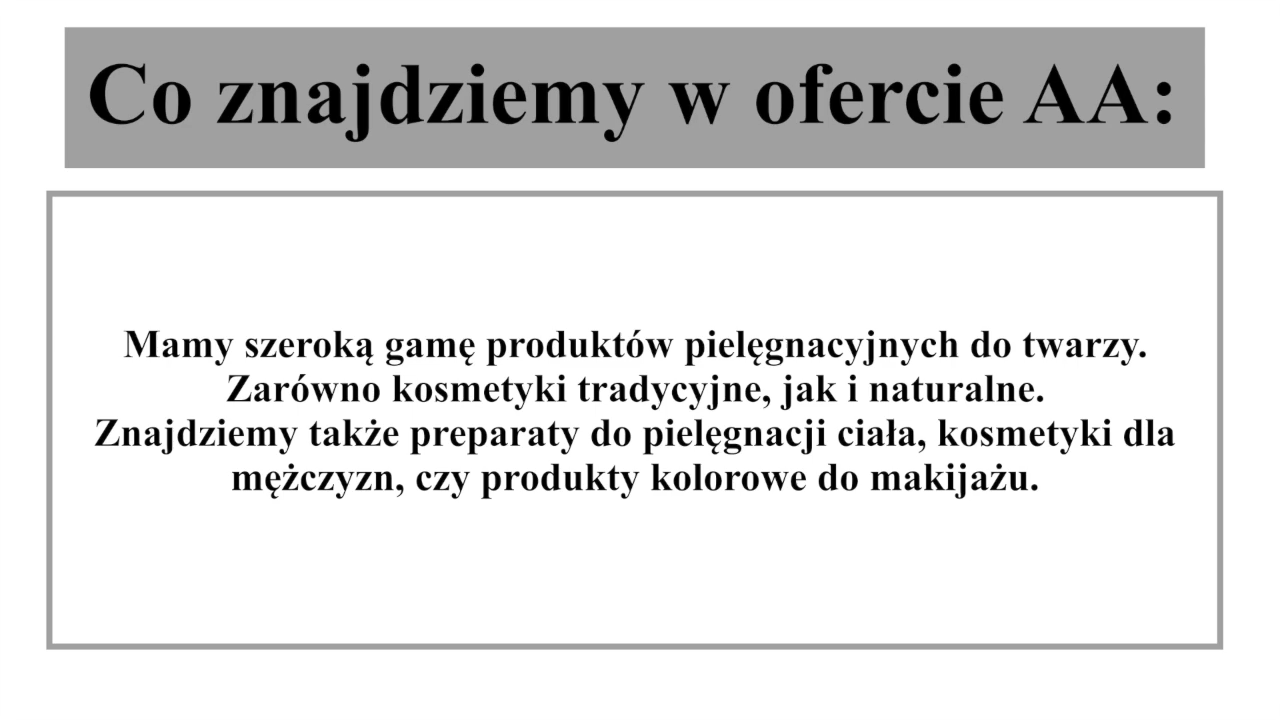 Co znajdziemy w ofercie AA:
Mamy szeroką gamę produktów pielęgnacyjnych do twarzy.
Zarówno kosmetyki tradycyjne, jak i naturalne.
Znajdziemy także preparaty do pielęgnacji ciała, kosmetyki dla
mężczyzn, czy produkty kolorowe do makijażu.